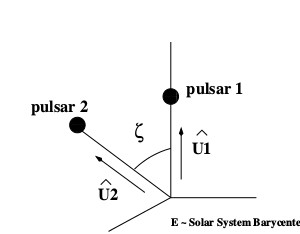 pulsar 1
pulsar 2
ζ
Û1
Û2
E ~ Solar System Barycente